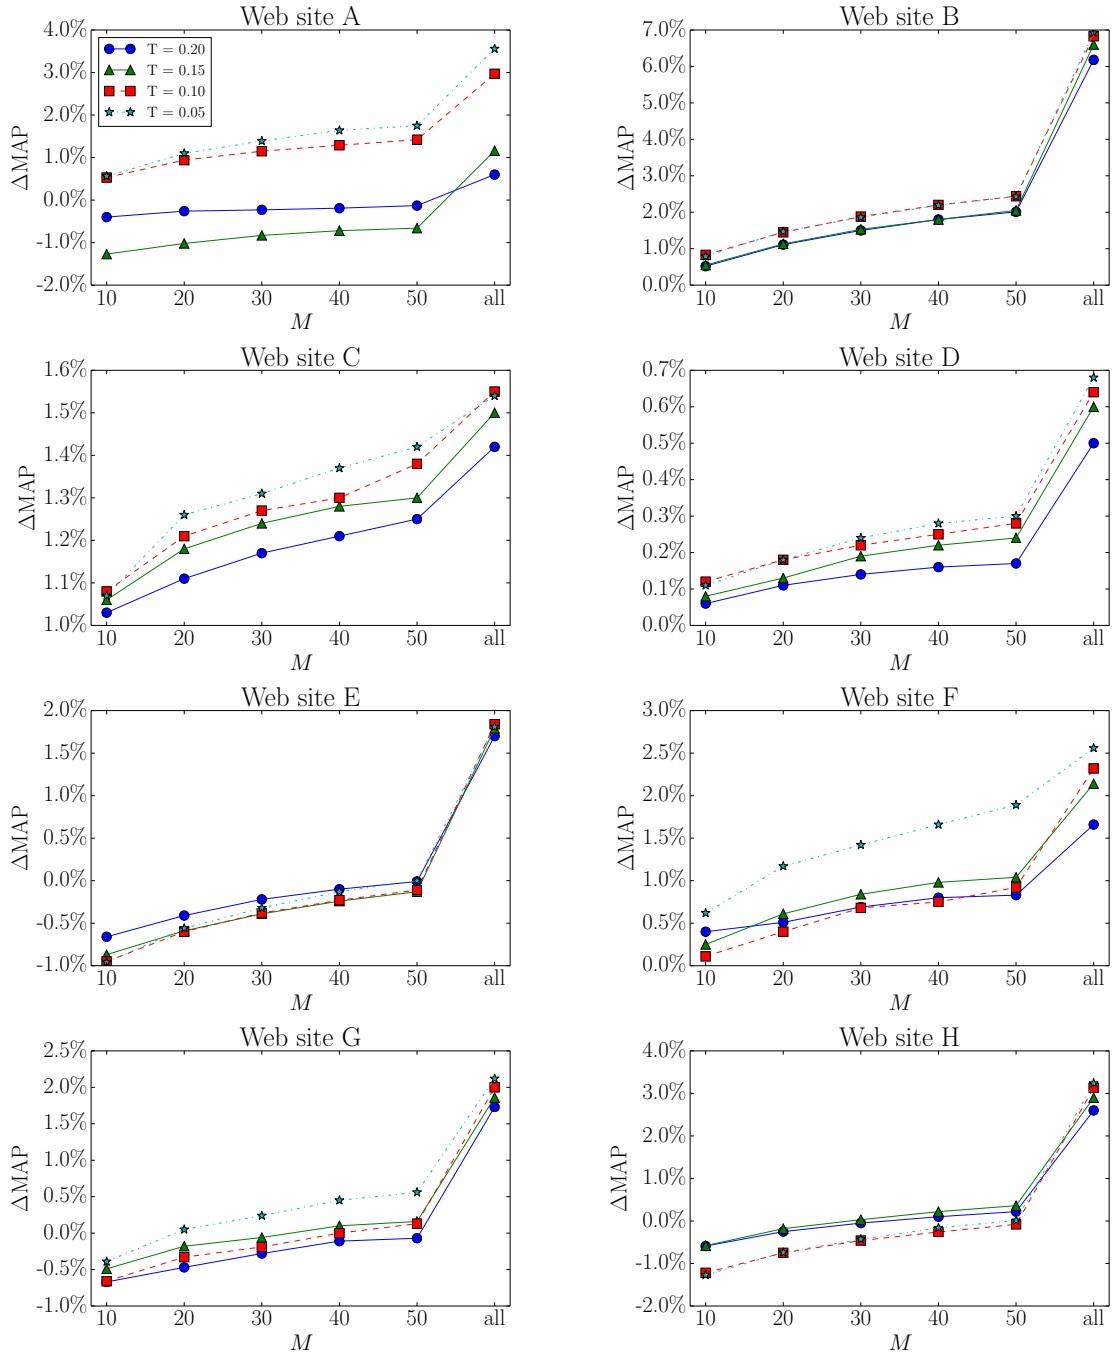 Web site A
4.0%
3.0%
2.0%
1.0%
0.0%
-1.0%
-2.0%
ΔMAP
T = 0.20
T = 0.15
T = 0.10
T = 0.05
10 20 30 40 50 all
M
Web site B
7.0%
6.0%
5.0%
4.0%
3.0%
2.0%
1.0%
0.0%
ΔMAP
10 20 30 40 50 all
M
Web site C
1.6%
1.5%
1.4%
1.3%
1.2%
1.1%
1.0%
ΔMAP
10 20 30 40 50 all
M
Web site D
0.7%
0.6%
0.5%
0.4%
0.3%
0.2%
0.1%
0.0%
ΔMAP
10 20 30 40 50 all
M
Web site E
2.0%
1.5%
1.0%
0.5%
0.0%
-0.5%
-1.0%
ΔMAP
10 20 30 40 50 all
M
Web site F
3.0%
2.5%
2.0%
1.5%
1.0%
0.5%
0.0%
ΔMAP
10 20 30 40 50 all
M
Web site G
2.5%
2.0%
1.5%
1.0%
0.5%
0.0%
-0.5%
-1.0%
ΔMAP
10 20 30 40 50 all
M
Web site H
4.0%
3.0%
2.0%
1.0%
0.0%
-1.0%
-2.0%
ΔMAP
10 20 30 40 50 all
M